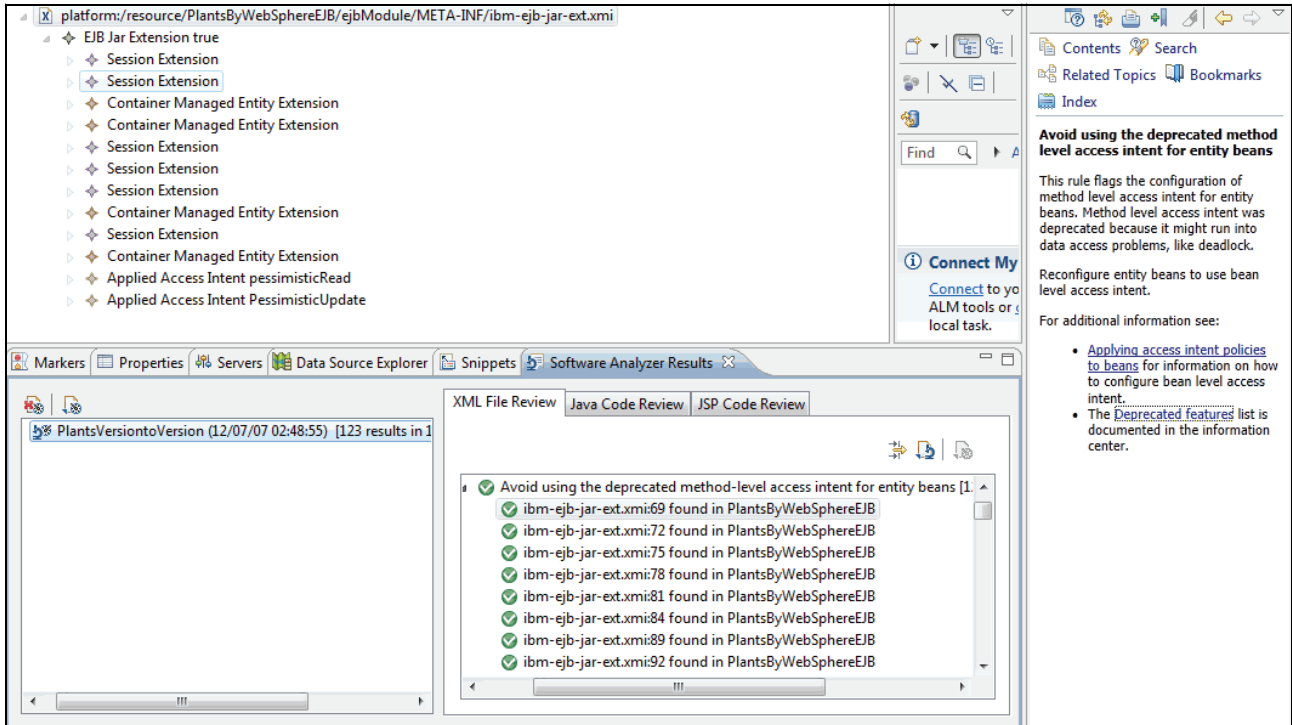 platform:/resource/PlantsByWebSphereEJB/ejbModule/META-INF/ibm-ejb-jar-ext.xmi
EJB Jar Extension true
Session Extension
Session Extension
Container Managed Entity Extension
Container Managed Entity Extension
Session Extension
Session Extension
Session Extension
Container Managed Entity Extension
Session Extension
Container Managed Entity Extension
Applied Access Intent pessimisticRead
Applied Access Intent PessimisticUpdate
Find
Connect My
Connect to yo
ALM tools or
local task.
Contents Search
Related Topics Bookmarks
Index
Avoid using the deprecated method
level access intent for entity beans
This rule flags the configuration of
method level access intent for entity
beans. Method level access intent was
deprecated because it might run into
data access problems, like deadlock.
Reconfigure entity beans to use bean
level access intent.
For additional information see:
• Applying access intent policies
to beans for information on how
to configure bean level access
intent.
• The Deprecated features list is
documented in the information
center.
Markers Properties Servers Data Source Explorer Snippets Software Analyzer Results
PlantsVersiontoVersion (12/07/07 02:48:55) [123 results in 1
XML File Review Java Code Review JSP Code Review
Avoid using the deprecated method-level access intent for entity beans [1
ibm-ejb-jar-ext.xmi:69 found in PlantsByWebSphereEJB
ibm-ejb-jar-ext.xmi:72 found in PlantsByWebSphereEJB
ibm-ejb-jar-ext.xmi:75 found in PlantsByWebSphereEJB
ibm-ejb-jar-ext.xmi:78 found in PlantsByWebSphereEJB
ibm-ejb-jar-ext.xmi:81 found in PlantsByWebSphereEJB
ibm-ejb-jar-ext.xmi:84 found in PlantsByWebSphereEJB
ibm-ejb-jar-ext.xmi:89 found in PlantsByWebSphereEJB
ibm-ejb-jar-ext.xmi:92 found in PlantsByWebSphereEJB